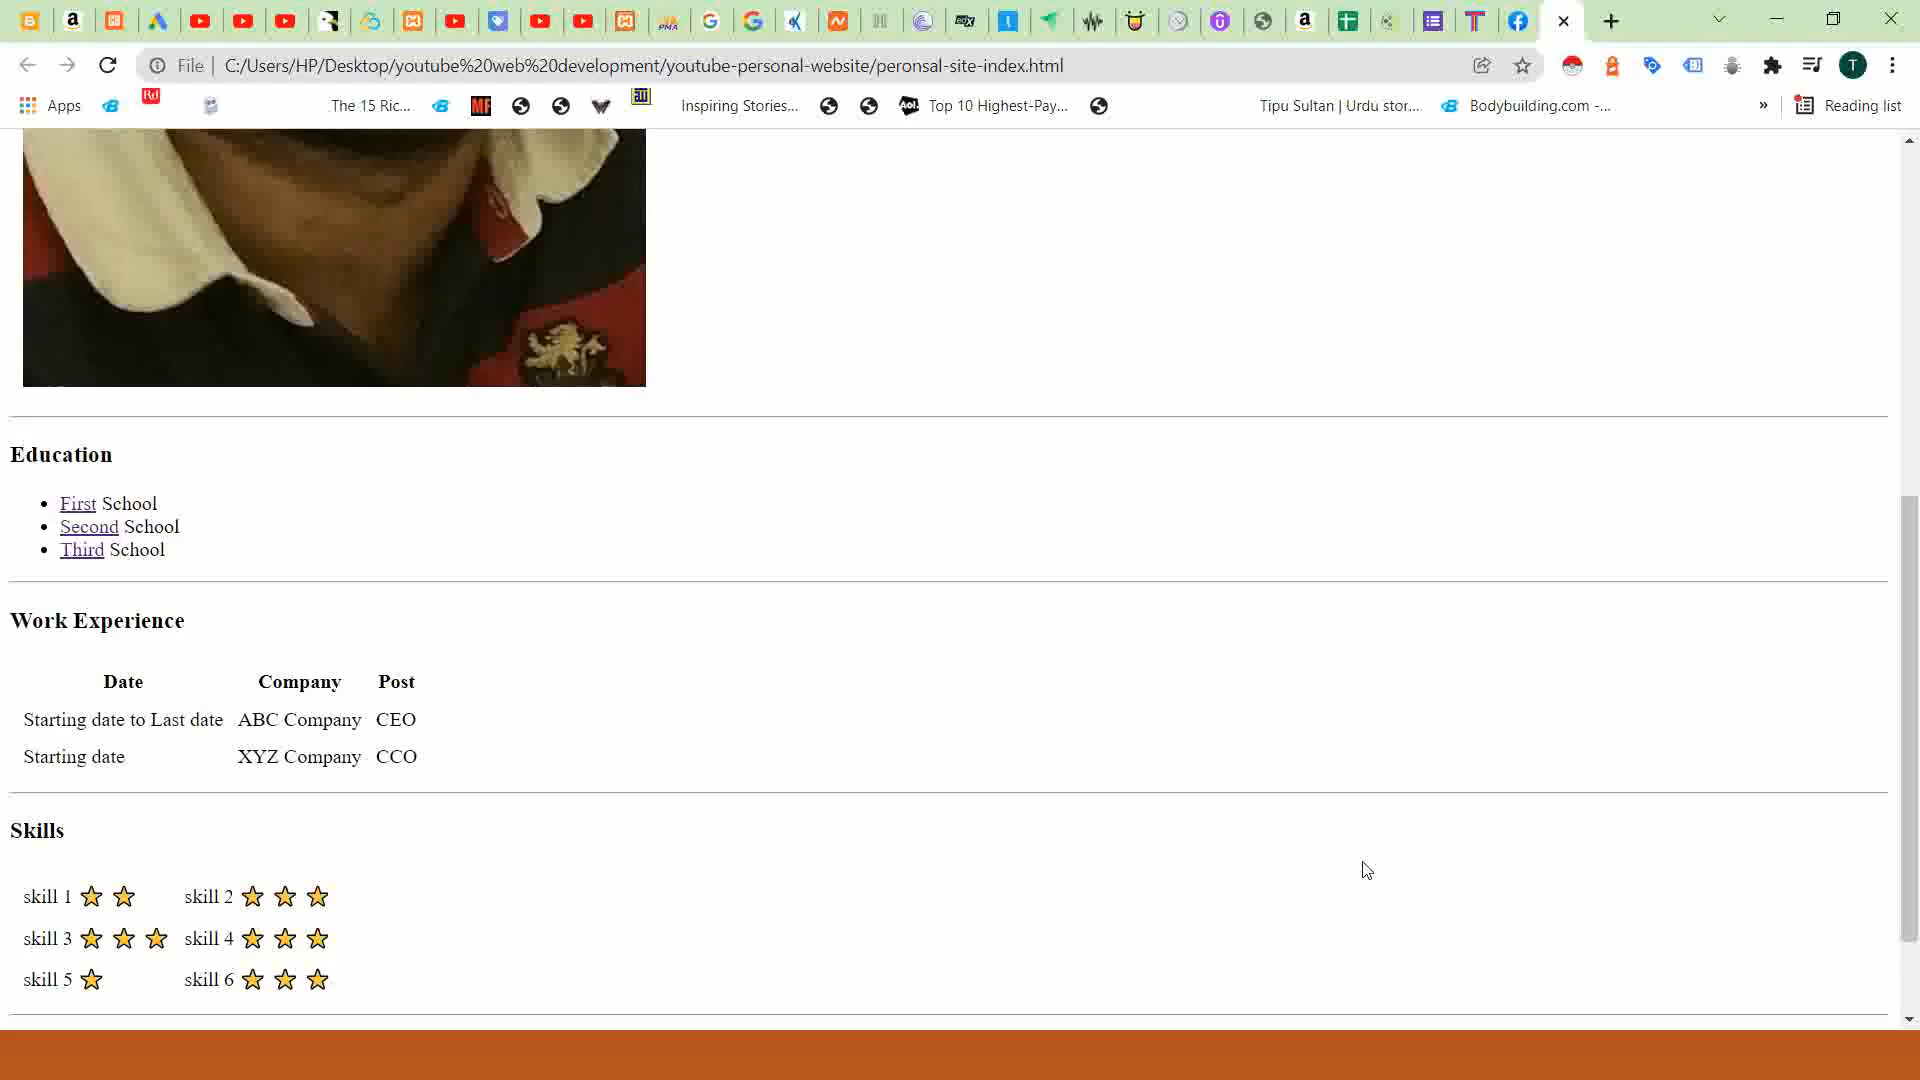 File | C:/Users/HP/Desktop/youtube%20web%20development/youtube-personal-website/peronsal-site-index.html
T
Apps
Rd
The 15 Ric...
MF
Inspiring Stories...
Aol.
Top 10 Highest-Pay...
Tipu Sultan | Urdu stor...
Bodybuilding.com -...
»
Reading list
Education
First School
Second School
Third School
Work Experience
Date Company Post
Starting date to Last date ABC Company CEO
Starting date XYZ Company CCO
Skills
skill 1 skill 2
skill 3 skill 4
skill 5 skill 6